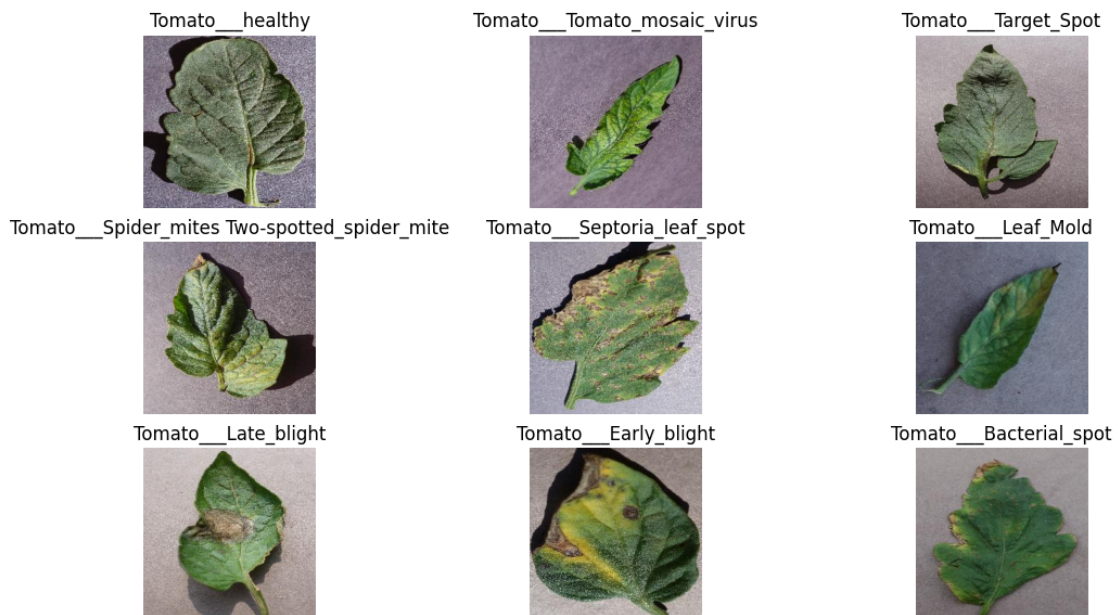 Tomato___healthy
Tomato___Tomato_mosaic_virus
Tomato___Target_Spot
Tomato___Spider_mites Two-spotted_spider_mite
Tomato___Septoria_leaf_spot
Tomato___Leaf_Mold
Tomato___Late_blight
Tomato___Early_blight
Tomato___Bacterial_spot